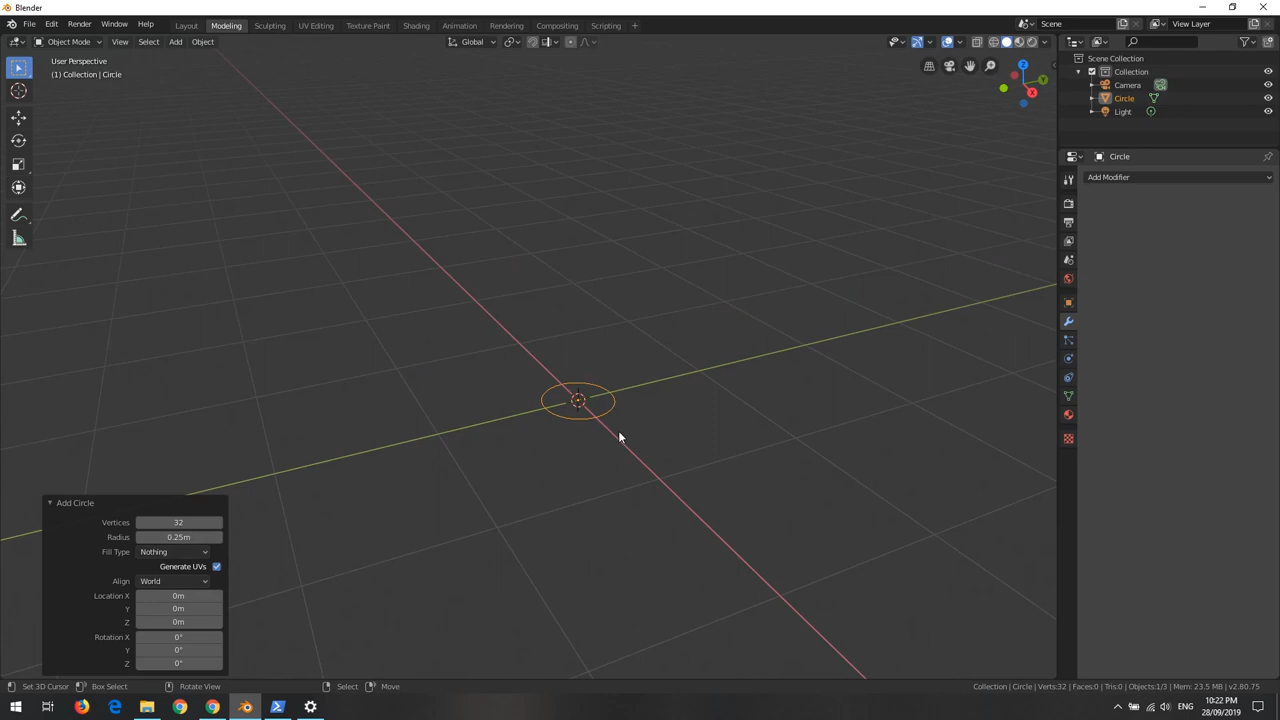 Blender
File Edit Render Window Help Layout Modeling Sculpting UV Editing Texture Paint Shading Animation Rendering Compositing Scripting + Scene View Layer
Object Mode View Select Add Object Global
User Perspective
(1) Collection | Circle
Z
Y
X
Scene Collection
Collection
Camera
Circle
Light
Circle
Add Modifier
Add Circle
Vertices 32
Radius 0.25m
Fill Type Nothing
Generate UVs
Align World
Location X 0m
Y 0m
Z 0m
Rotation X 0°
Y 0°
Z 0°
Set 3D Cursor Box Select Rotate View Select Move Collection | Circle | Verts:32 | Faces:0 | Tris:0 | Objects:1/3 | Mem: 23.5 MB | v2.80.75
ENG
10:22 PM
28/09/2019